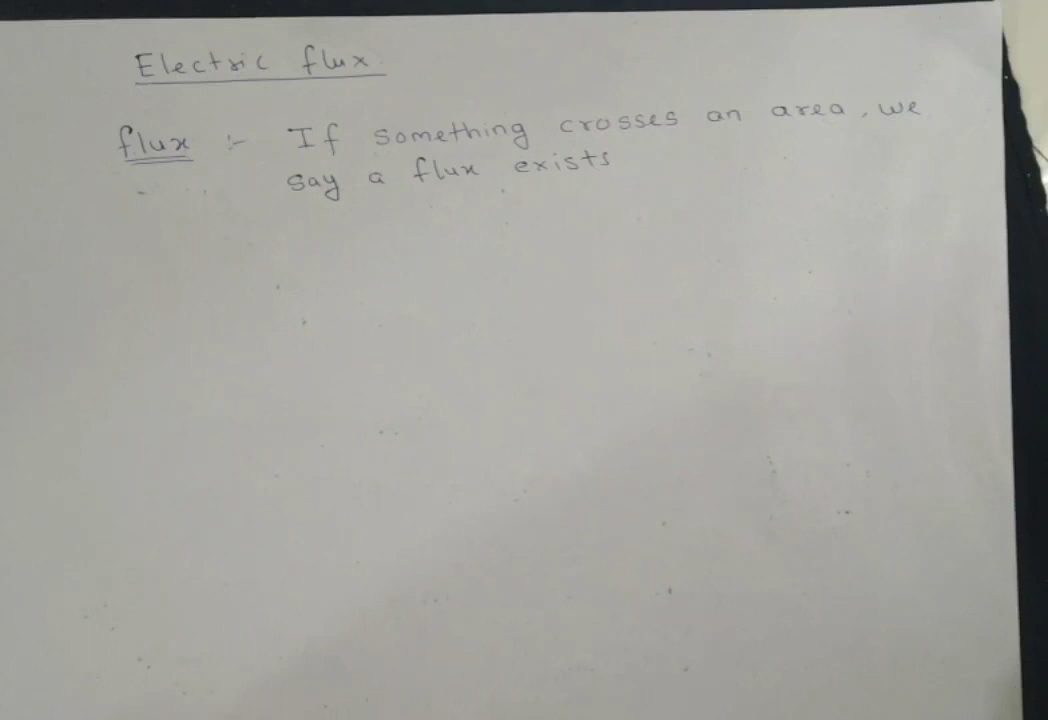 Electric flux
flux :- If something crosses an area, we
say a flux exists